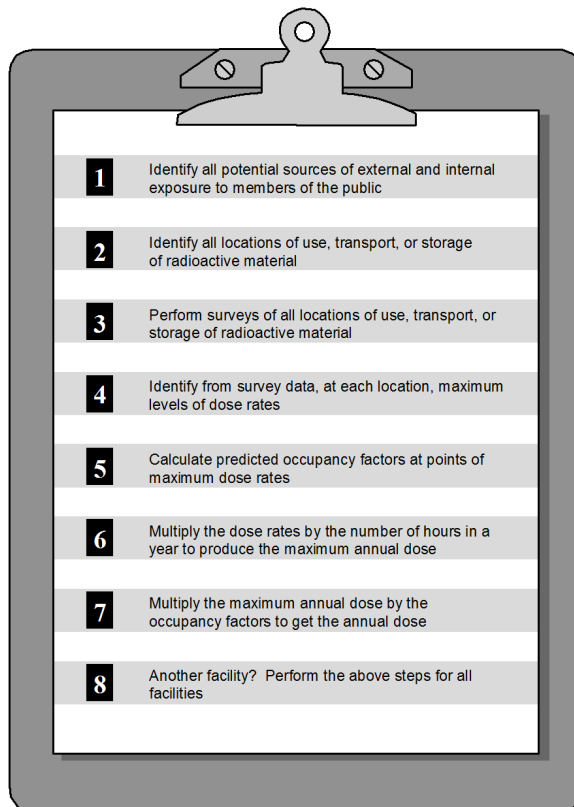 1 Identify all potential sources of external and internal
exposure to members of the public
2 Identify all locations of use, transport, or storage
of radioactive material
3 Perform surveys of all locations of use, transport, or
storage of radioactive material
4 Identify from survey data, at each location, maximum
levels of dose rates
5 Calculate predicted occupancy factors at points of
maximum dose rates
6 Multiply the dose rates by the number of hours in a
year to produce the maximum annual dose
7 Multiply the maximum annual dose by the
occupancy factors to get the annual dose
8 Another facility? Perform the above steps for all
facilities